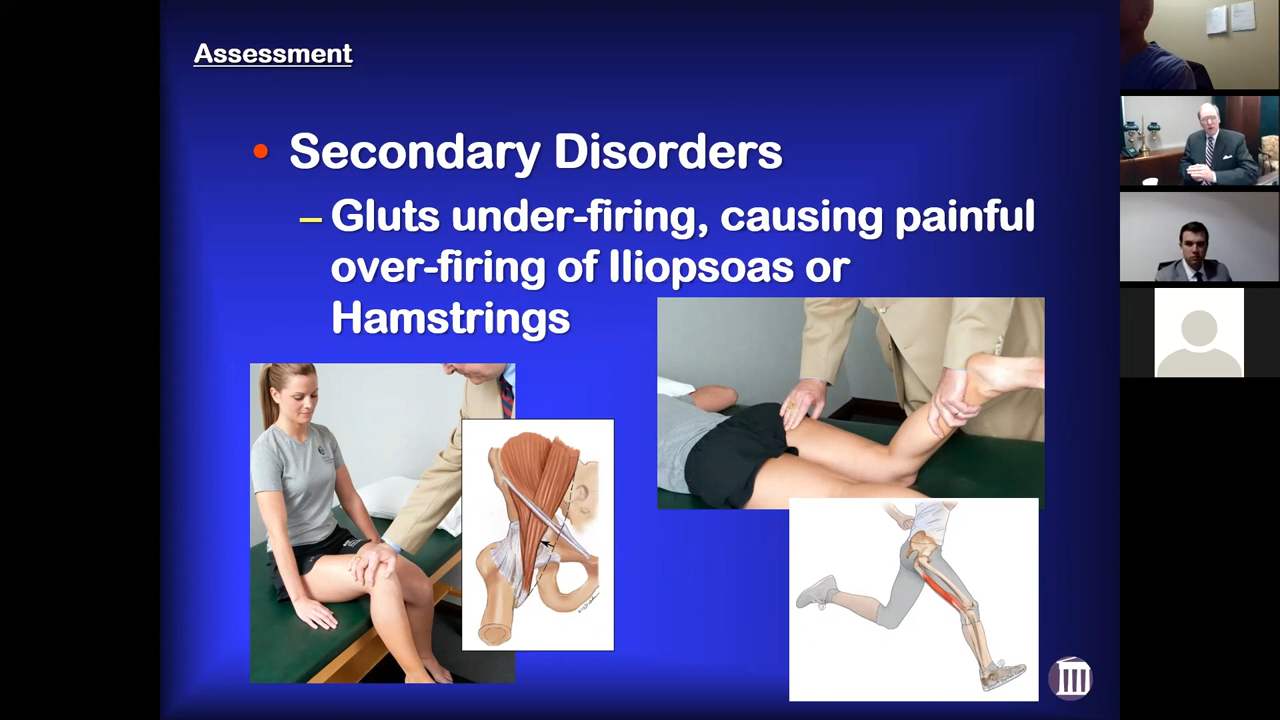 Assessment
• Secondary Disorders
– Gluts under-firing, causing painful
over-firing of Iliopsoas or
Hamstrings